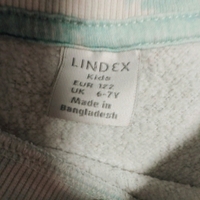 LINDEX
Kids
EUR 122
UK 6-7Y
Made in
Bangladesh